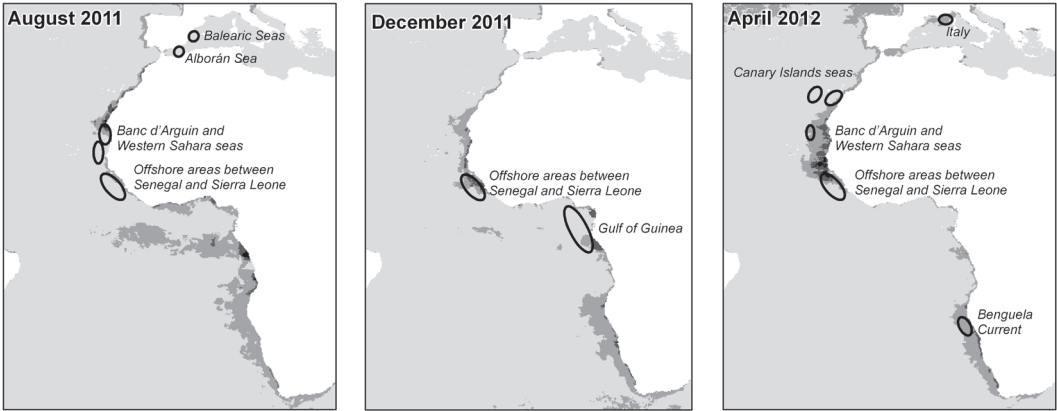 August 2011
Balearic Seas
Alborán Sea
Banc d'Arguin and
Western Sahara seas
Offshore areas between
Senegal and Sierra Leone
December 2011
Offshore areas between
Senegal and Sierra Leone
Gulf of Guinea
April 2012
Italy
Canary Islands seas
Banc d'Arguin and
Western Sahara seas
Offshore areas between
Senegal and Sierra Leone
Benguela
Current